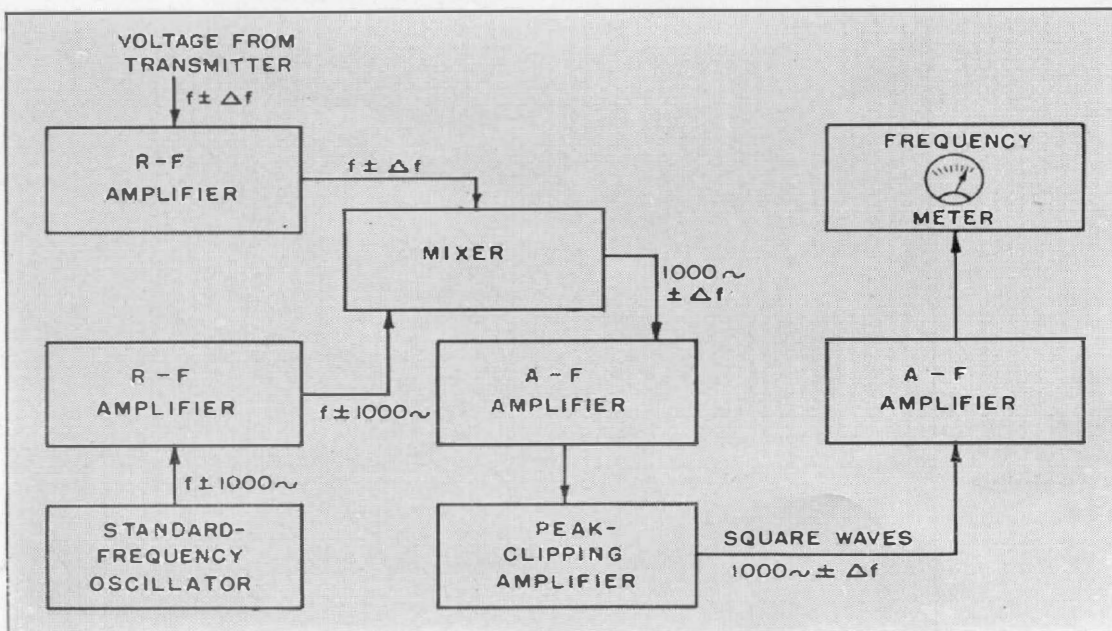 VOLTAGE FROM
TRANSMITTER
f ± Δf
R-F
AMPLIFIER
f ± Δf
MIXER
1000~
± Δf
FREQUENCY
METER
R-F
AMPLIFIER
f ± 1000~
A-F
AMPLIFIER
A-F
AMPLIFIER
f ± 1000~
STANDARD-
FREQUENCY
OSCILLATOR
PEAK-
CLIPPING
AMPLIFIER
SQUARE WAVES
1000~ ± Δf